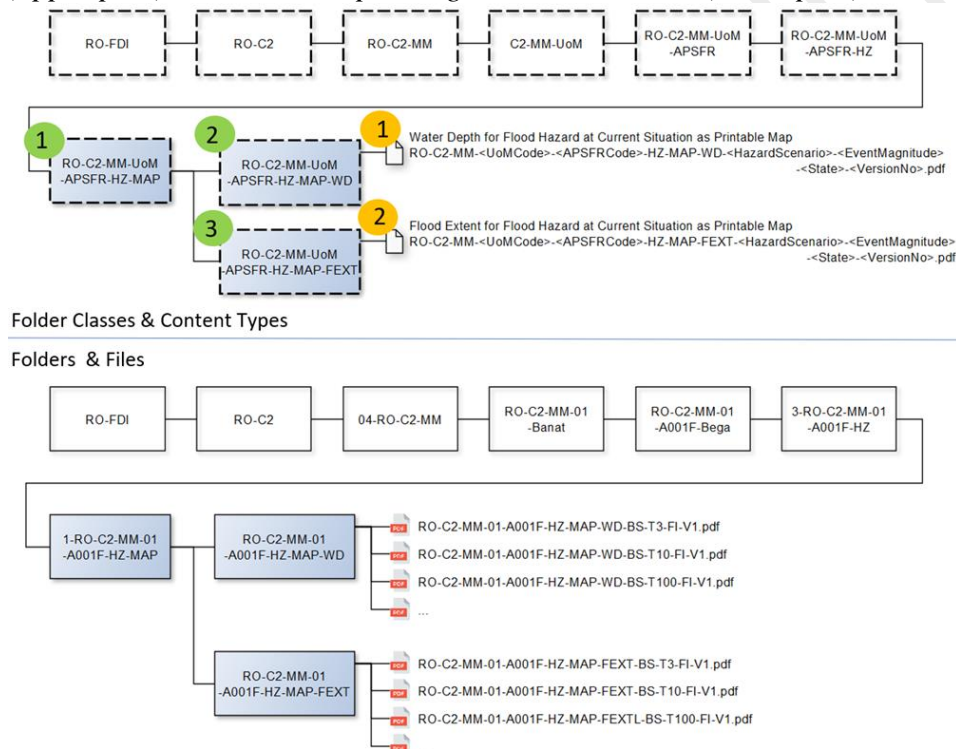 RO-FDI
RO-C2
RO-C2-MM
C2-MM-UoM
RO-C2-MM-UoM
-APSFR
RO-C2-MM-UoM
-APSFR-HZ
1
RO-C2-MM-UoM
-APSFR-HZ-MAP
2
RO-C2-MM-UoM
-APSFR-HZ-MAP-WD
1
Water Depth for Flood Hazard at Current Situation as Printable Map
RO-C2-MM-<UoMCode>-<APSFRCode>-HZ-MAP-WD-<HazardScenario>-<EventMagnitude>
-<State>-<VersionNo>.pdf
3
RO-C2-MM-UoM
-APSFR-HZ-MAP-FEXT
2
Flood Extent for Flood Hazard at Current Situation as Printable Map
RO-C2-MM-<UoMCode>-<APSFRCode>-HZ-MAP-FEXT-<HazardScenario>-<EventMagnitude>
-<State>-<VersionNo>.pdf
Folder Classes & Content Types
Folders & Files
RO-FDI
RO-C2
04-RO-C2-MM
RO-C2-MM-01
-Banat
RO-C2-MM-01
-A001F-Bega
3-RO-C2-MM-01
-A001F-HZ
1-RO-C2-MM-01
-A001F-HZ-MAP
RO-C2-MM-01
-A001F-HZ-MAP-WD
PDF RO-C2-MM-01-A001F-HZ-MAP-WD-BS-T3-FI-V1.pdf
PDF RO-C2-MM-01-A001F-HZ-MAP-WD-BS-T10-FI-V1.pdf
PDF RO-C2-MM-01-A001F-HZ-MAP-WD-BS-T100-FI-V1.pdf
PDF ...
RO-C2-MM-01
-A001F-HZ-MAP-FEXT
PDF RO-C2-MM-01-A001F-HZ-MAP-FEXT-BS-T3-FI-V1.pdf
PDF RO-C2-MM-01-A001F-HZ-MAP-FEXT-BS-T10-FI-V1.pdf
PDF RO-C2-MM-01-A001F-HZ-MAP-FEXTL-BS-T100-FI-V1.pdf
PDF